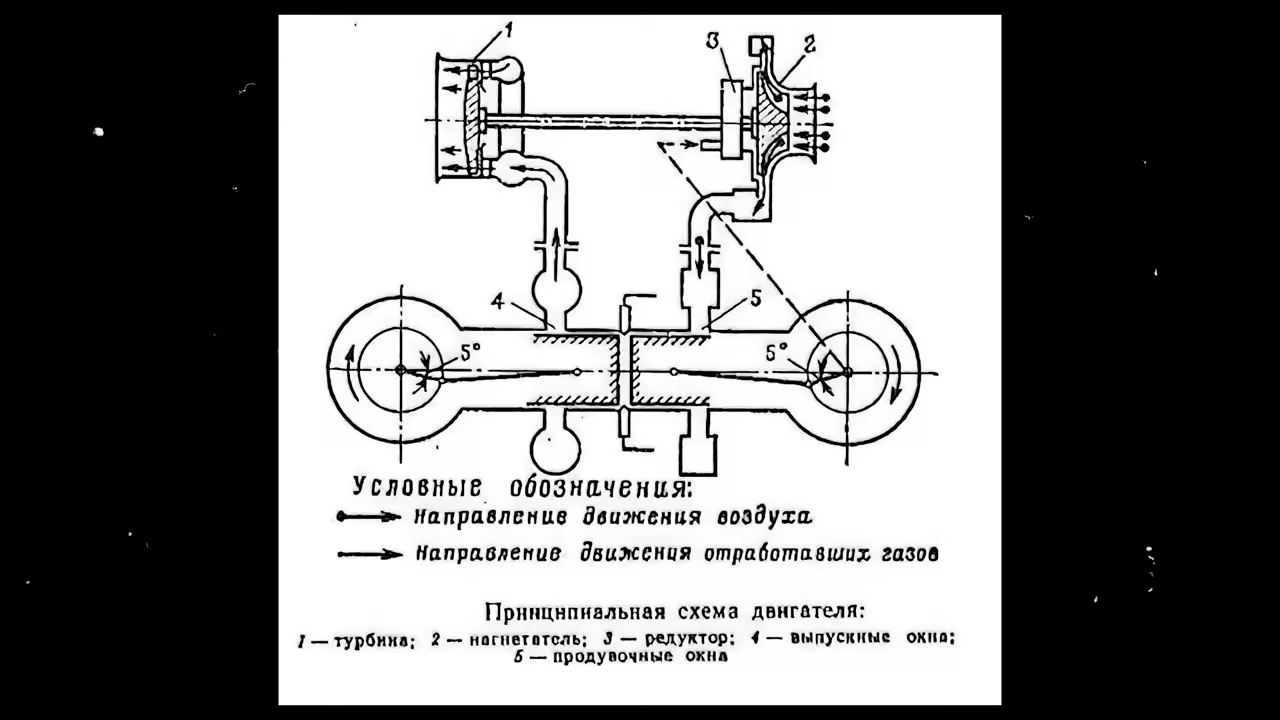 1
3
2
4
5
5°
5°
Условные обозначения:
Направление движения воздуха
Направление движения отработавших газов
Принципиальная схема двигателя:
1 — турбина; 2 — нагнетатель; 3 — редуктор; 4 — выпускные окна;
5 — продувочные окна